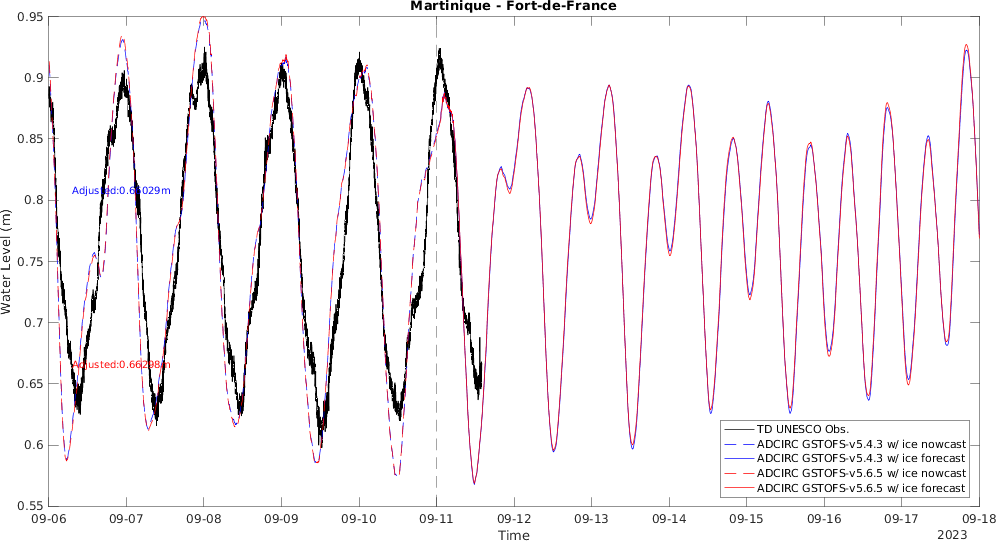 Martinique - Fort-de-France
0.95
0.9
0.85
0.8
0.75
0.7
0.65
0.6
0.55
Water Level (m)
Adjusted:0.66298m
TD UNESCO Obs.
ADCIRC GSTOFS-v5.4.3 w/ ice nowcast
ADCIRC GSTOFS-v5.4.3 w/ ice forecast
ADCIRC GSTOFS-v5.6.5 w/ ice nowcast
ADCIRC GSTOFS-v5.6.5 w/ ice forecast
09-06 09-07 09-08 09-09 09-10 09-11 09-12 09-13 09-14 09-15 09-16 09-17 09-18
Time
2023